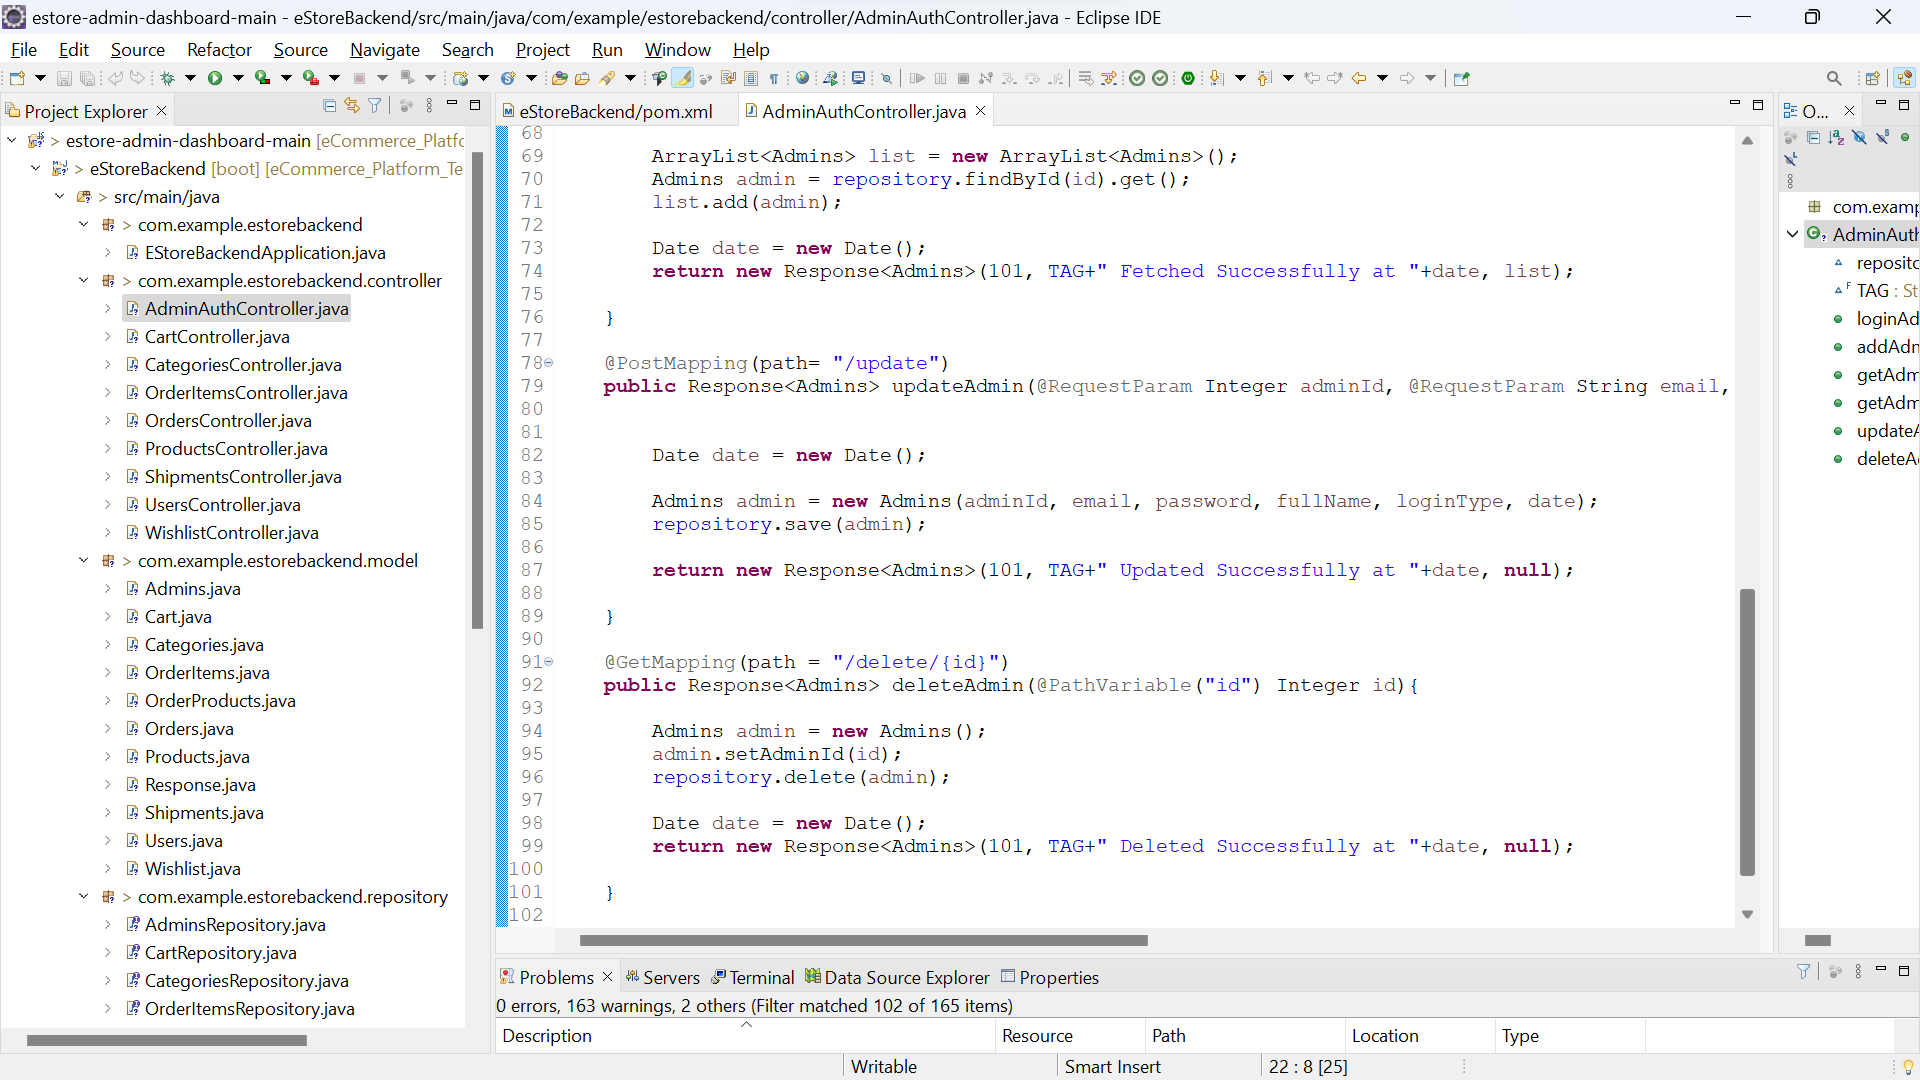 estore-admin-dashboard-main - eStoreBackend/src/main/java/com/example/estorebackend/controller/AdminAuthController.java - Eclipse IDE
File Edit Source Refactor Source Navigate Search Project Run Window Help
Project Explorer
> estore-admin-dashboard-main [eCommerce_Platfo
> eStoreBackend [boot] [eCommerce_Platform_Te
> src/main/java
> com.example.estorebackend
EStoreBackendApplication.java
> com.example.estorebackend.controller
AdminAuthController.java
CartController.java
CategoriesController.java
OrderItemsController.java
OrdersController.java
ProductsController.java
ShipmentsController.java
UsersController.java
WishlistController.java
> com.example.estorebackend.model
Admins.java
Cart.java
Categories.java
OrderItems.java
OrderProducts.java
Orders.java
Products.java
Response.java
Shipments.java
Users.java
Wishlist.java
> com.example.estorebackend.repository
AdminsRepository.java
CartRepository.java
CategoriesRepository.java
OrderItemsRepository.java
eStoreBackend/pom.xml AdminAuthController.java
68
69 ArrayList<Admins> list = new ArrayList<Admins>();
70 Admins admin = repository.findById(id).get();
71 list.add(admin);
72
73 Date date = new Date();
74 return new Response<Admins>(101, TAG+" Fetched Successfully at "+date, list);
75
76 }
77
78 @PostMapping(path= "/update")
79 public Response<Admins> updateAdmin(@RequestParam Integer adminId, @RequestParam String email,
80
81
82 Date date = new Date();
83
84 Admins admin = new Admins(adminId, email, password, fullName, loginType, date);
85 repository.save(admin);
86
87 return new Response<Admins>(101, TAG+" Updated Successfully at "+date, null);
88
89 }
90
91 @GetMapping(path = "/delete/{id}")
92 public Response<Admins> deleteAdmin(@PathVariable("id") Integer id){
93
94 Admins admin = new Admins();
95 admin.setAdminId(id);
96 repository.delete(admin);
97
98 Date date = new Date();
99 return new Response<Admins>(101, TAG+" Deleted Successfully at "+date, null);
100
101 }
102
O...
com.examp
AdminAuth
reposito
TAG : St
loginAd
addAdn
getAdm
getAdm
updateA
deleteA
Problems Servers Terminal Data Source Explorer Properties
0 errors, 163 warnings, 2 others (Filter matched 102 of 165 items)
Description Resource Path Location Type
Writable Smart Insert 22 : 8 [25]